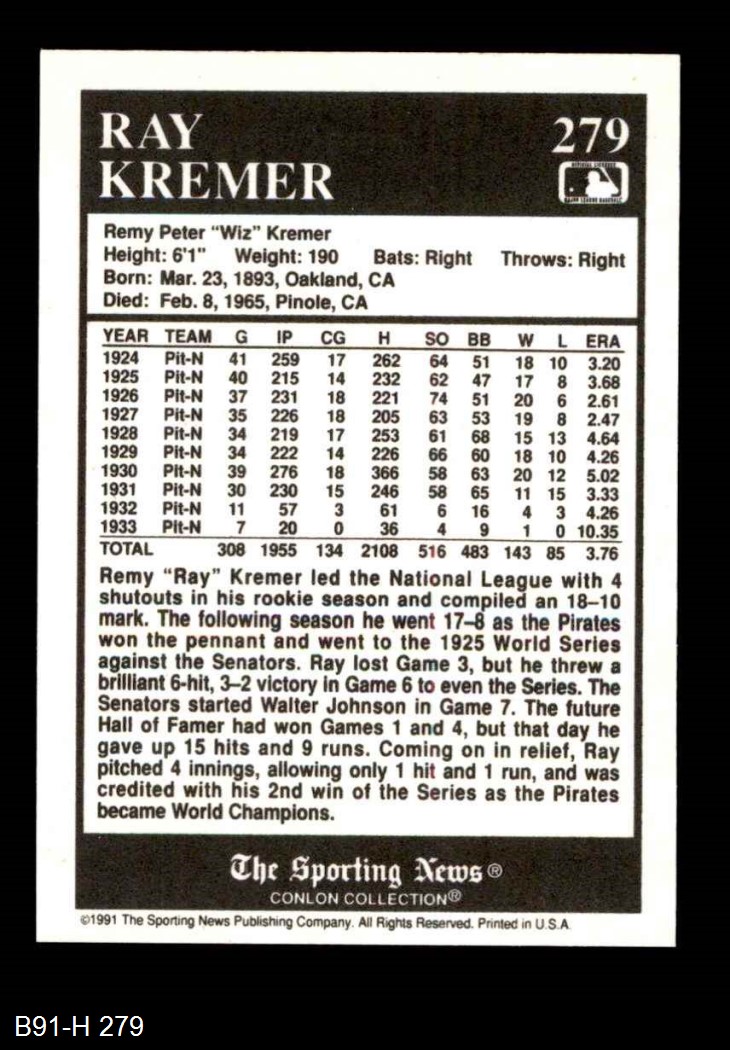 RAY
KREMER
279
Remy Peter "Wiz" Kremer
Height: 6'1" Weight: 190 Bats: Right Throws: Right
Born: Mar. 23, 1893, Oakland, CA
Died: Feb. 8, 1965, Pinole, CA
YEAR TEAM G IP CG H SO BB W L ERA
1924 Pit-N 41 259 17 262 64 51 18 10 3.20
1925 Pit-N 40 215 14 232 62 47 17 8 3.68
1926 Pit-N 37 231 18 221 74 51 20 6 2.61
1927 Pit-N 35 226 18 205 63 53 19 8 2.47
1928 Pit-N 34 219 17 253 61 68 15 13 4.64
1929 Pit-N 34 222 14 226 66 60 18 10 4.26
1930 Pit-N 39 276 18 366 58 63 20 12 5.02
1931 Pit-N 30 230 15 246 58 65 11 15 3.33
1932 Pit-N 11 57 3 61 6 16 4 3 4.26
1933 Pit-N 7 20 0 36 4 9 1 0 10.35
TOTAL 308 1955 134 2108 516 483 143 85 3.76
Remy "Ray" Kremer led the National League with 4
shutouts in his rookie season and compiled an 18–10
mark. The following season he went 17–8 as the Pirates
won the pennant and went to the 1925 World Series
against the Senators. Ray lost Game 3, but he threw a
brilliant 6-hit, 3–2 victory in Game 6 to even the Series. The
Senators started Walter Johnson in Game 7. The future
Hall of Famer had won Games 1 and 4, but that day he
gave up 15 hits and 9 runs. Coming on in relief, Ray
pitched 4 innings, allowing only 1 hit and 1 run, and was
credited with his 2nd win of the Series as the Pirates
became World Champions.
The Sporting News®
CONLON COLLECTION®
©1991 The Sporting News Publishing Company. All Rights Reserved. Printed in U.S.A.
B91-H 279